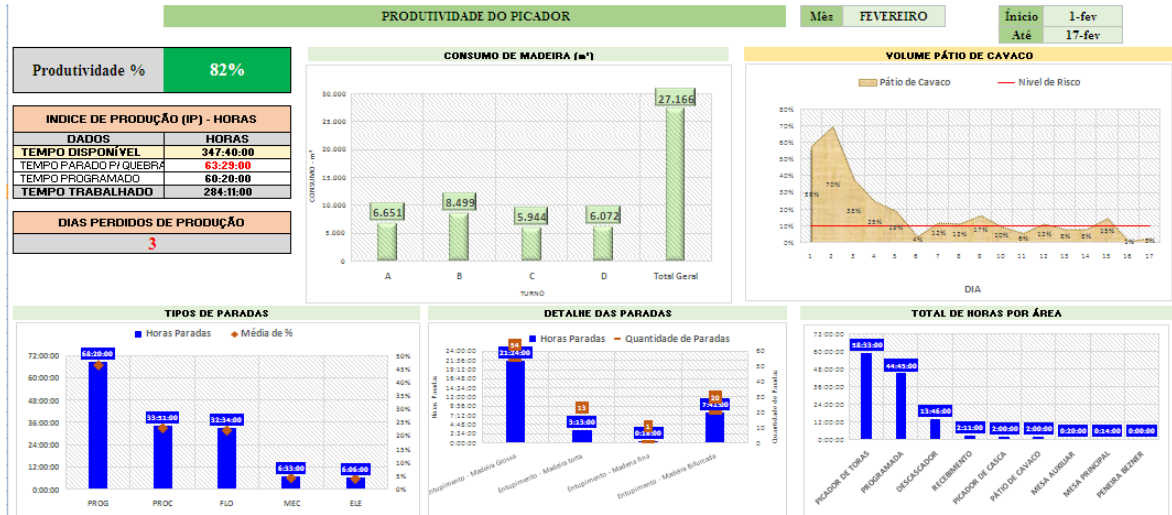 PRODUTIVIDADE DO PICADOR
Mês FEVEREIRO
Ínicio 1-fev
Até 17-fev
Produtividade % 82%
INDICE DE PRODUÇÃO (IP) - HORAS
DADOS HORAS
TEMPO DISPONÍVEL 347:40:00
TEMPO PARADO P/ QUEBRA 63:29:00
TEMPO PROGRAMADO 60:20:00
TEMPO TRABALHADO 284:11:00
DIAS PERDIDOS DE PRODUÇÃO
3
CONSUMO DE MADEIRA (m³)
CONSUMO - m³
30.000
25.000
20.000
15.000
10.000
5.000
0
6.651
8.499
5.944
6.072
27.166
A B C D Total Geral
TURNO
VOLUME PÁTIO DE CAVACO
Pátio de Cavaco Nivel de Risco
80%
70%
60%
50%
40%
30%
20%
10%
0%
70%
38%
25%
4%
12%
12%
17%
10%
6%
11%
8%
8%
15%
1 2 3 4 5 6 7 8 9 10 11 12 13 14 15 16 17
DIA
TIPOS DE PARADAS
Horas Paradas Média de %
72:00:00
60:00:00
48:00:00
36:00:00
24:00:00
12:00:00
0:00:00
50%
45%
40%
35%
30%
25%
20%
15%
10%
5%
0%
33:51:00
32:34:00
6:33:00
6:06:00
PROG PROC FLO MEC ELE
DETALHE DAS PARADAS
Horas Paradas Quantidade de Paradas
Horas Paradas
24:00:00
21:36:00
19:12:00
16:48:00
14:24:00
12:00:00
9:36:00
7:12:00
4:48:00
2:24:00
0:00:00
60
50
40
30
20
10
0
Quantidade de Paradas
54
21:24:00
13
3:13:00
20
Entupimento - Madeira Grossa
Entupimento - Madeira torta
Entupimento - Madeira fina
Entupimento - Madeira Bifurcada
TOTAL DE HORAS POR ÁREA
72:00:00
60:00:00
48:00:00
36:00:00
24:00:00
12:00:00
0:00:00
58:33:00
44:45:00
13:46:00
2:11:00
2:00:00
2:00:00
0:20:00
0:14:00
0:00:00
PICADOR DE TORAS
PROGRAMADA
DESCASCADOR
RECEBIMENTO
PICADOR DE CASCA
PÁTIO DE CAVACO
MESA AUXILIAR
MESA PRINCIPAL
PENEIRA BEZNER